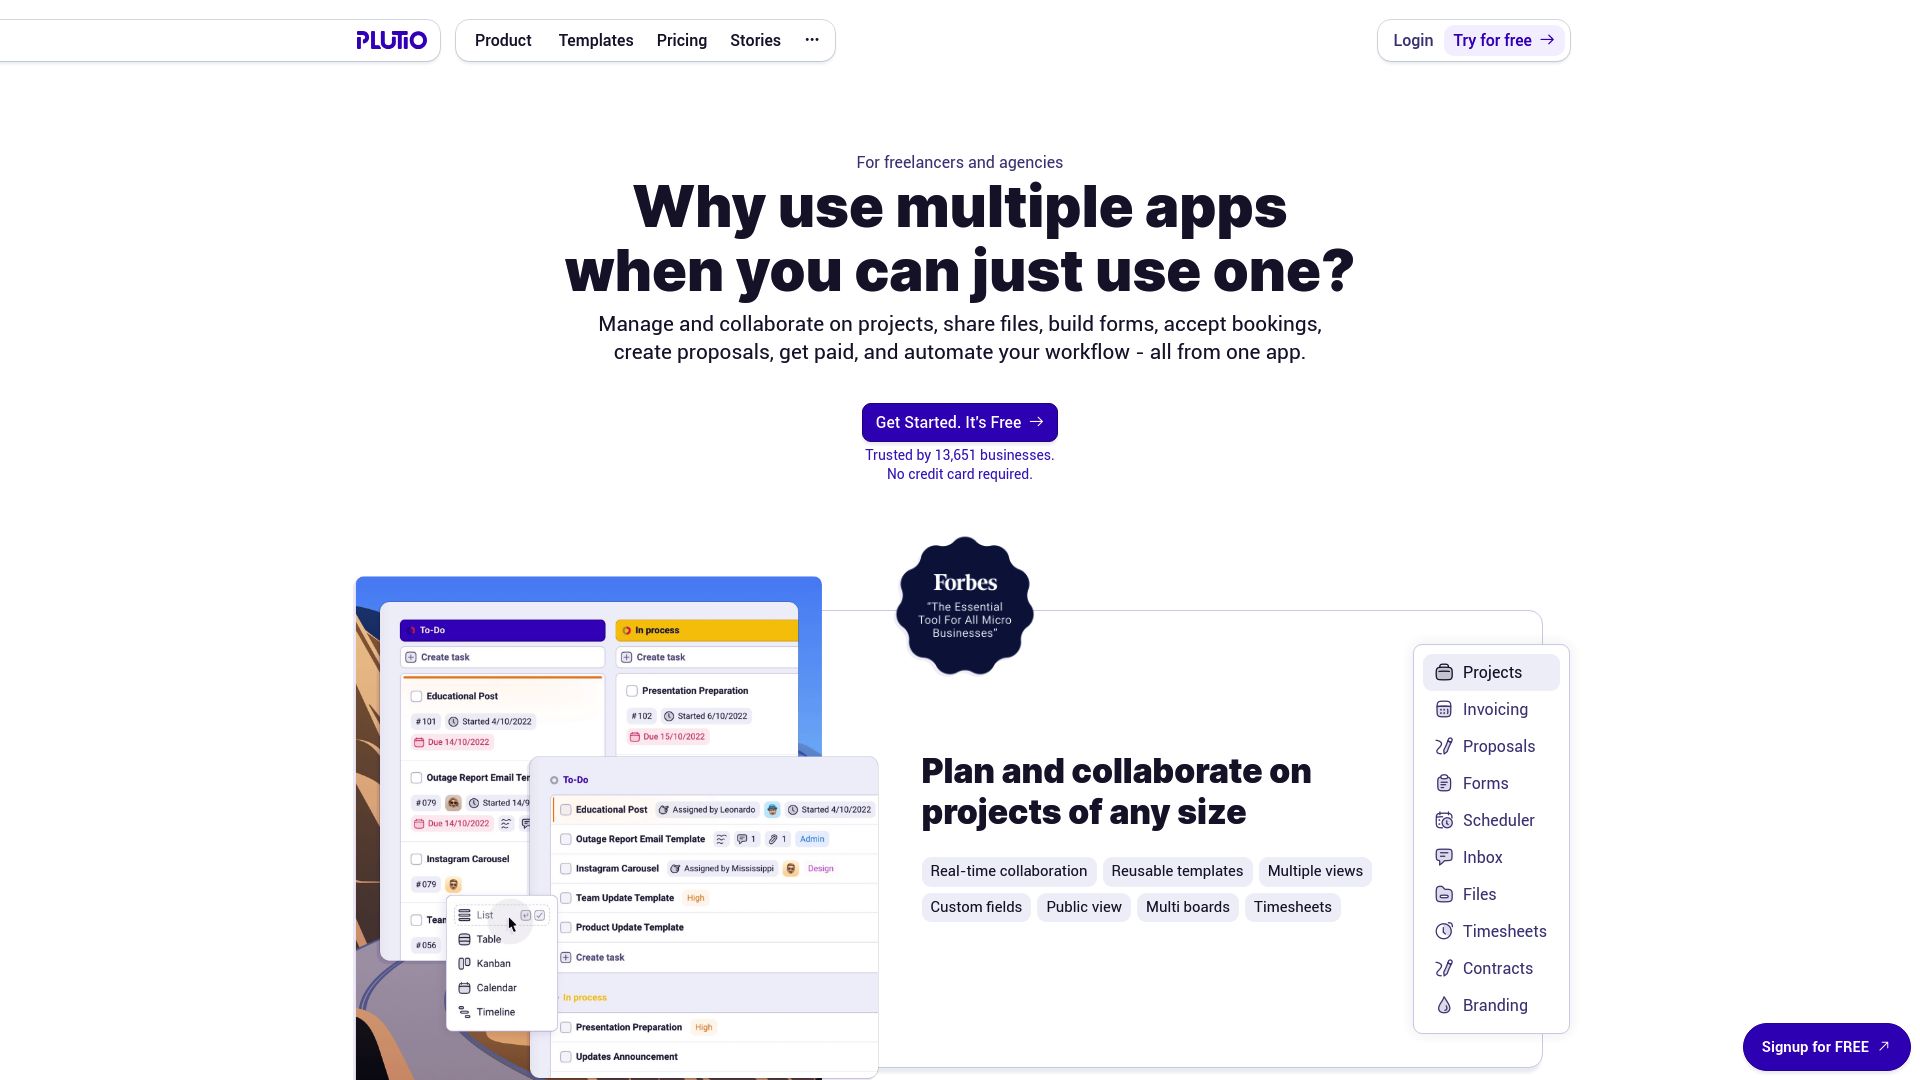 PLUTIO
Product
Templates
Pricing
Stories
Login
Try for free
For freelancers and agencies
Why use multiple apps
when you can just use one?
Manage and collaborate on projects, share files, build forms, accept bookings,
create proposals, get paid, and automate your workflow - all from one app.
Get Started. It's Free
Trusted by 13,651 businesses.
No credit card required.
Forbes
"The Essential
Tool For All Micro
Businesses"
To-Do
In process
Create task
Create task
Educational Post
#101 Started 4/10/2022
Due 14/10/2022
Presentation Preparation
#102 Started 6/10/2022
Due 15/10/2022
Outage Report Email Ter
#079 Started 14/9
Due 14/10/2022
Instagram Carousel
#079
Tean
#056
List
Table
Kanban
Calendar
Timeline
To-Do
Educational Post Assigned by Leonardo Started 4/10/2022
Outage Report Email Template 1 1 Admin
Instagram Carousel Assigned by Mississippi Design
Team Update Template High
Product Update Template
Create task
In process
Presentation Preparation High
Updates Announcement
Plan and collaborate on
projects of any size
Real-time collaboration
Reusable templates
Multiple views
Custom fields
Public view
Multi boards
Timesheets
Projects
Invoicing
Proposals
Forms
Scheduler
Inbox
Files
Timesheets
Contracts
Branding
Signup for FREE